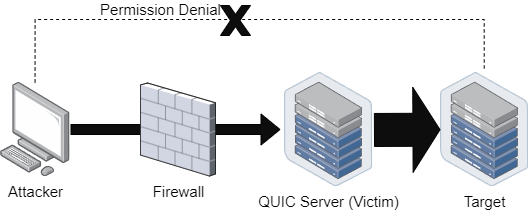 Permission Denial
Attacker
Firewall
QUIC Server (Victim)
Target